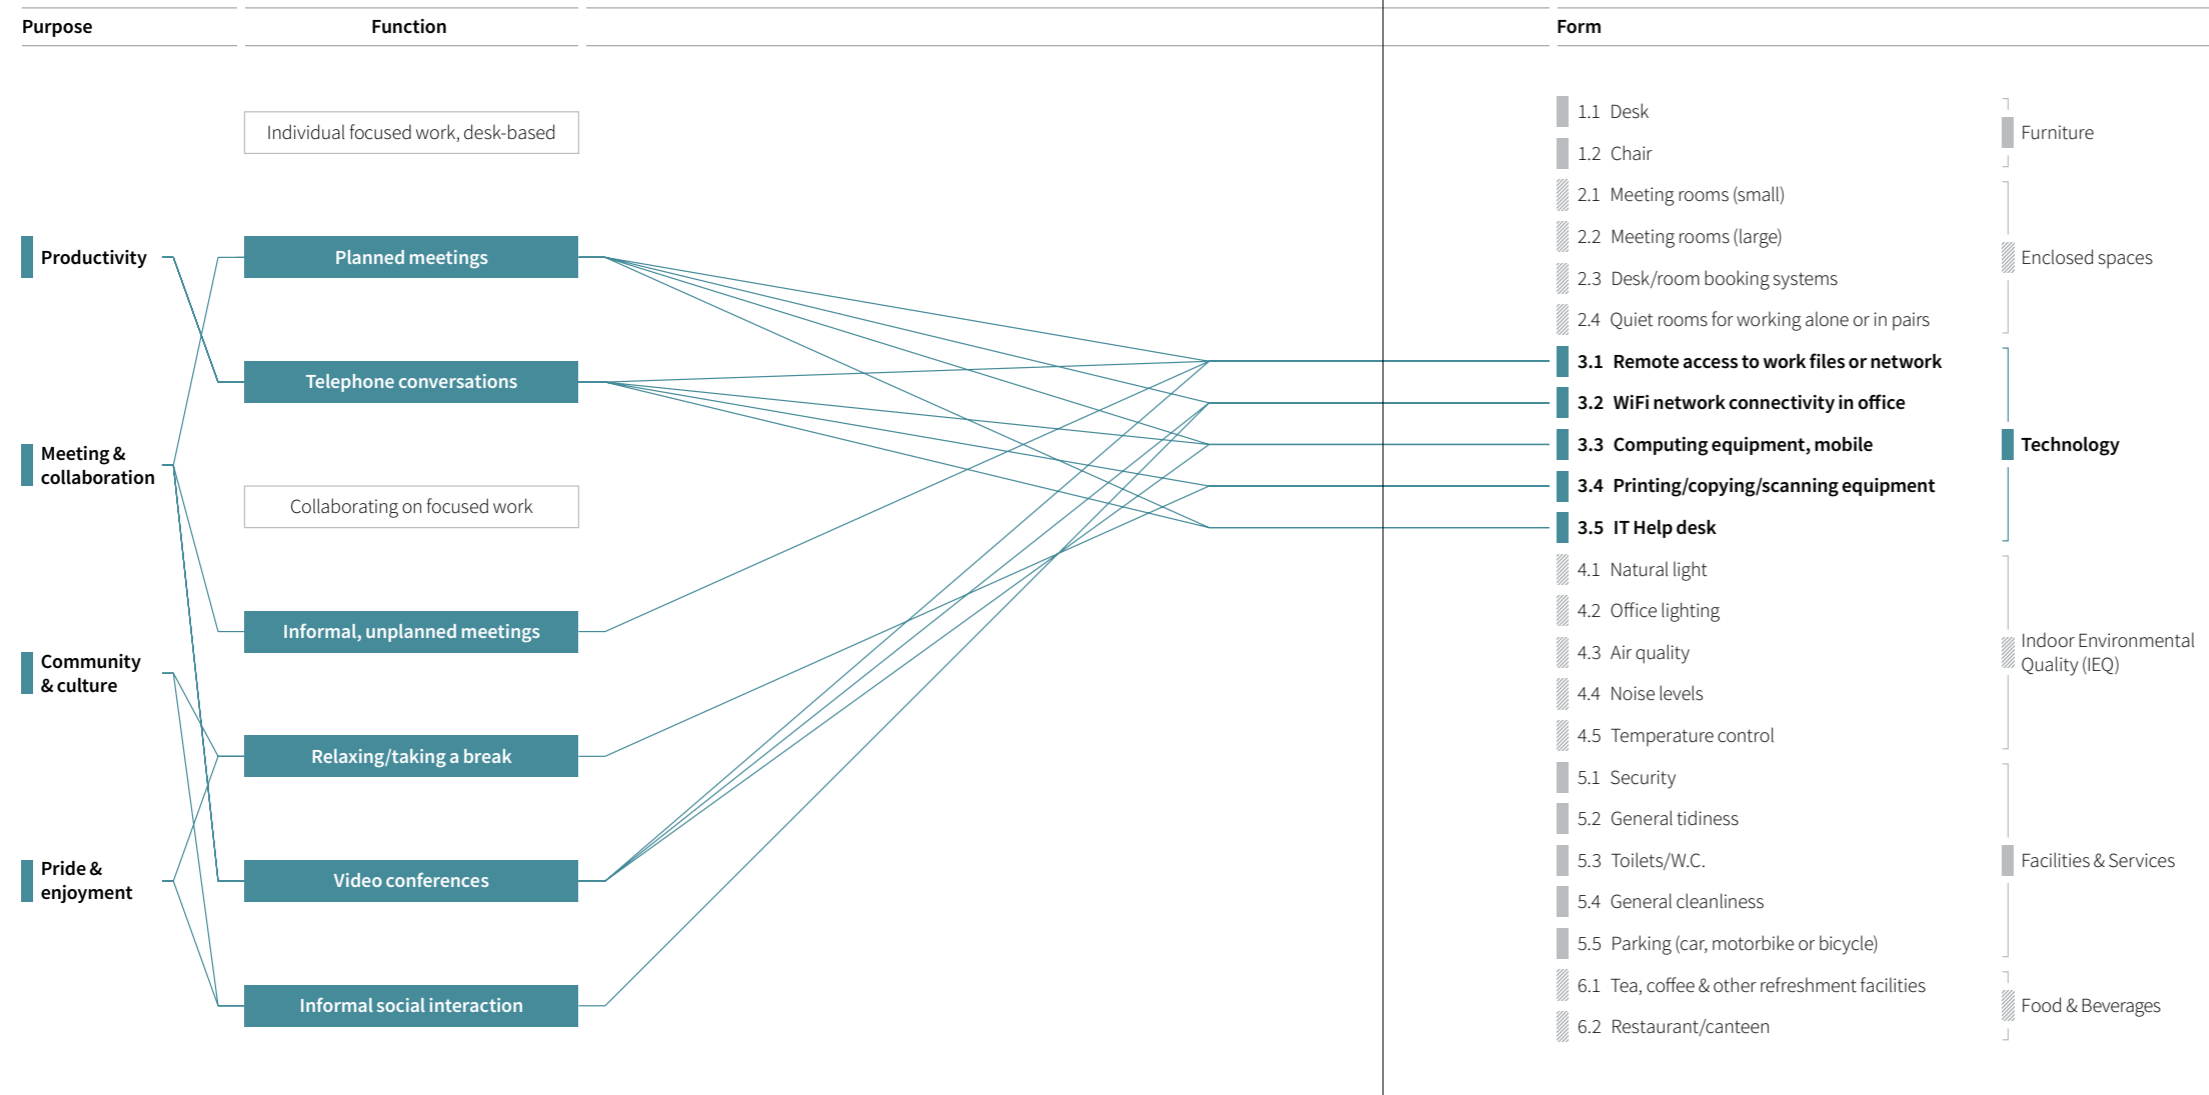 Purpose
Function
Form
Individual focused work, desk-based
Productivity
Planned meetings
Telephone conversations
Meeting &
collaboration
Collaborating on focused work
Informal, unplanned meetings
Community
& culture
Relaxing/taking a break
Pride &
enjoyment
Video conferences
Informal social interaction
1.1 Desk
1.2 Chair
Furniture
2.1 Meeting rooms (small)
2.2 Meeting rooms (large)
2.3 Desk/room booking systems
2.4 Quiet rooms for working alone or in pairs
Enclosed spaces
3.1 Remote access to work files or network
3.2 WiFi network connectivity in office
3.3 Computing equipment, mobile
3.4 Printing/copying/scanning equipment
3.5 IT Help desk
Technology
4.1 Natural light
4.2 Office lighting
4.3 Air quality
4.4 Noise levels
4.5 Temperature control
Indoor Environmental
Quality (IEQ)
5.1 Security
5.2 General tidiness
5.3 Toilets/W.C.
5.4 General cleanliness
5.5 Parking (car, motorbike or bicycle)
Facilities & Services
6.1 Tea, coffee & other refreshment facilities
6.2 Restaurant/canteen
Food & Beverages